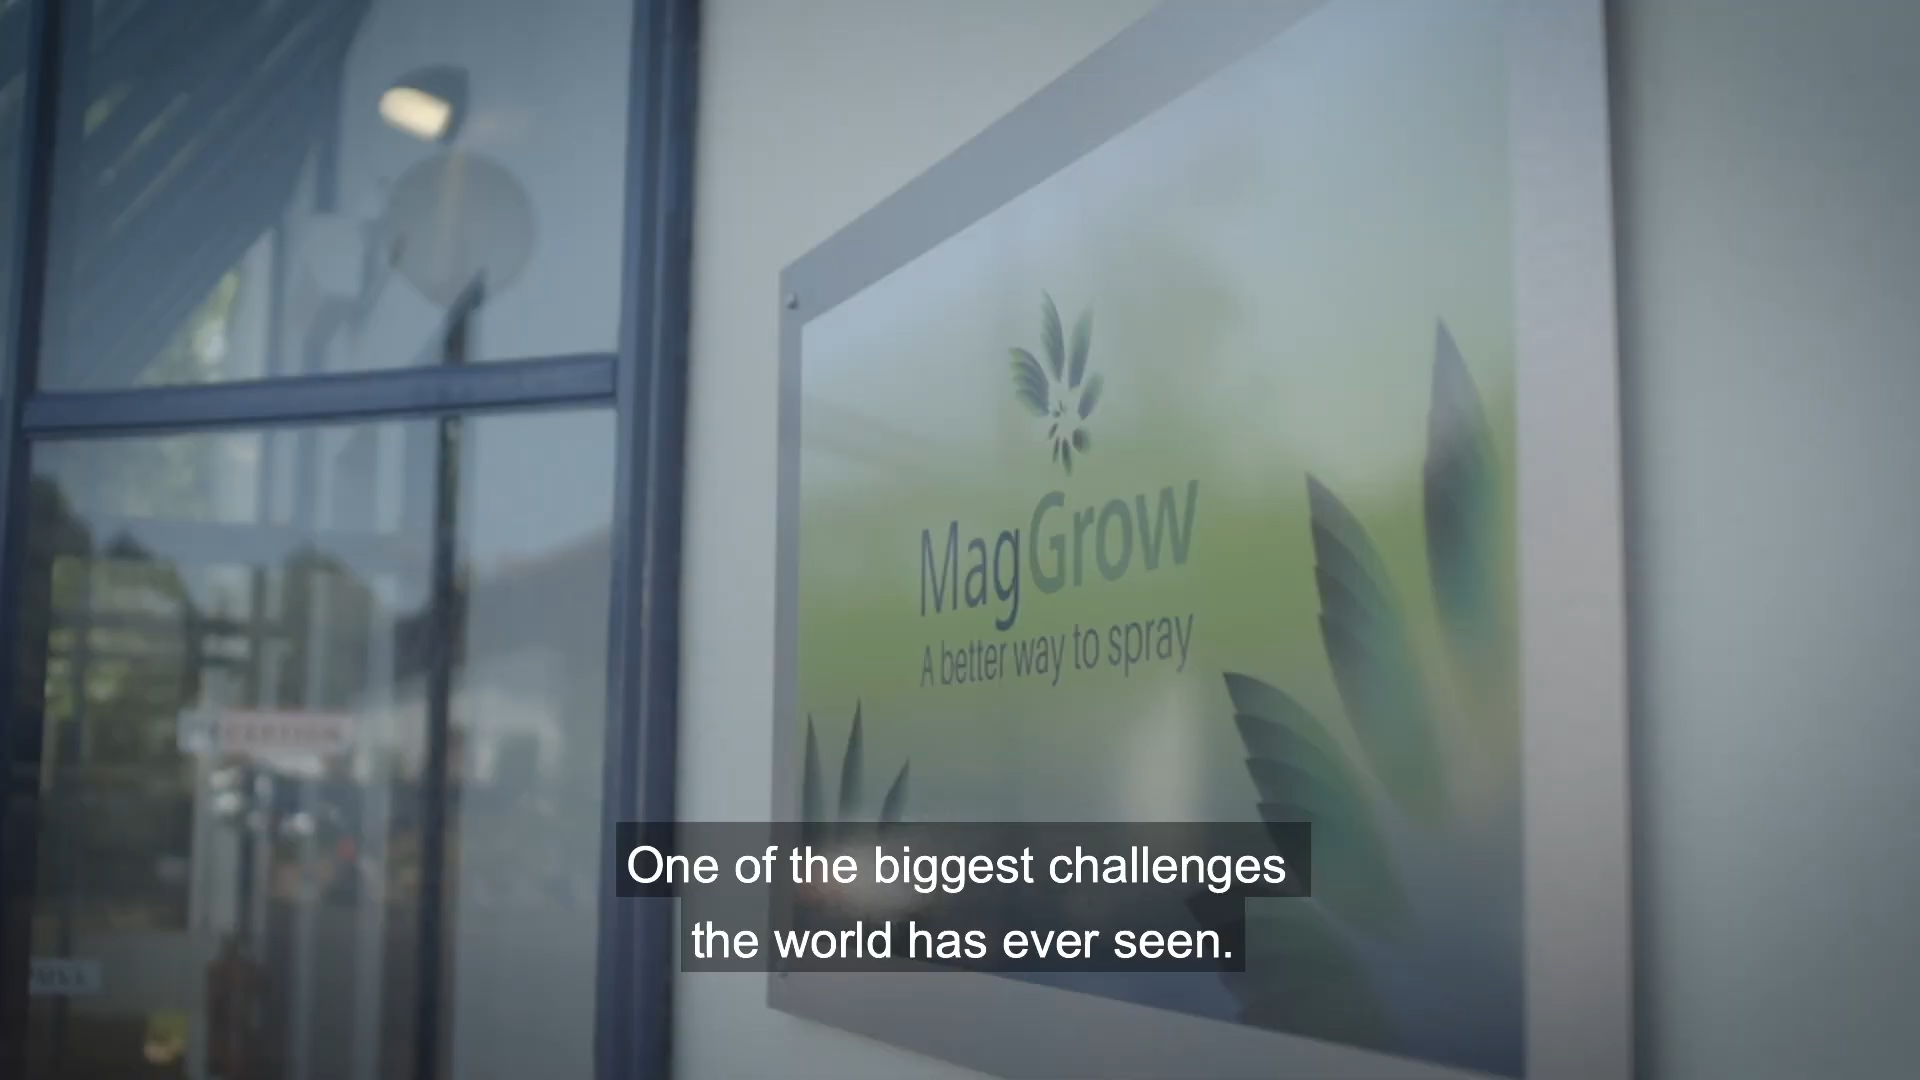 MagGrow
A better way to spray
One of the biggest challenges
the world has ever seen.